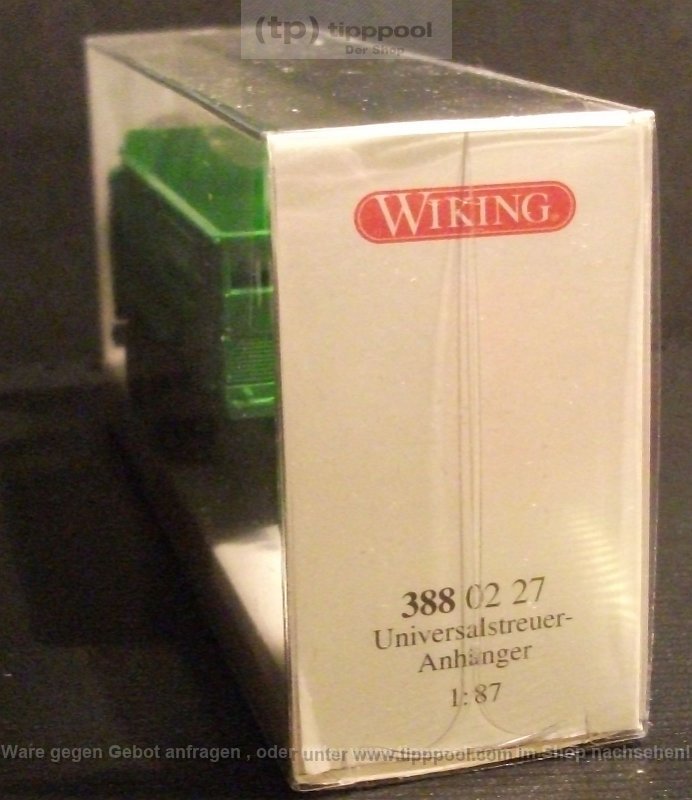 (tp) tipppool
Der Shop
WIKING
388 02 27
Universalstreuer-
Anhänger
1:87
Ware gegen Gebot anfragen , oder unter www.tipppool.com im Shop nachsehen!